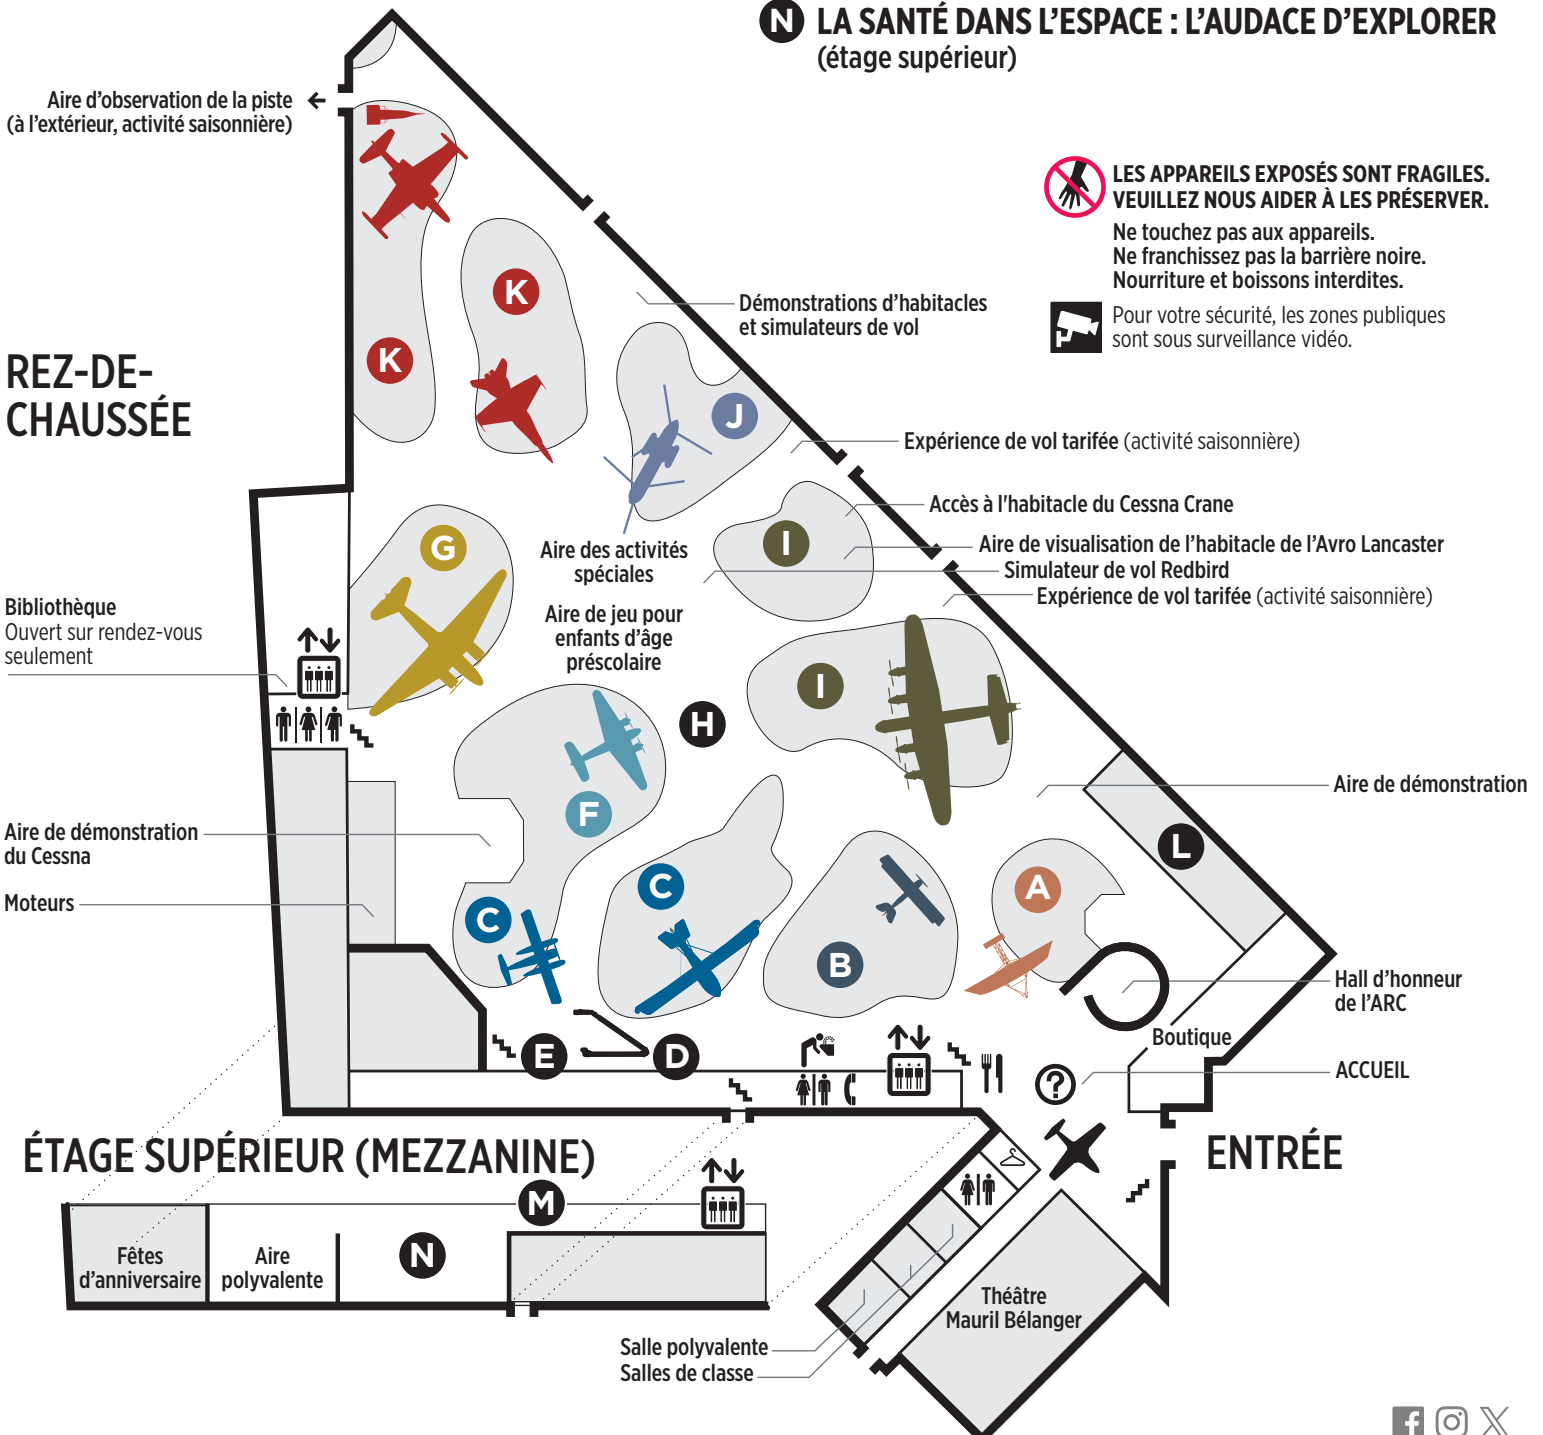 N LA SANTÉ DANS L’ESPACE : L’AUDACE D’EXPLORER
(étage supérieur)
Aire d’observation de la piste
(à l’extérieur, activité saisonnière)
LES APPAREILS EXPOSÉS SONT FRAGILES.
VEUILLEZ NOUS AIDER À LES PRÉSERVER.
Ne touchez pas aux appareils.
Ne franchissez pas la barrière noire.
Nourriture et boissons interdites.
Pour votre sécurité, les zones publiques
sont sous surveillance vidéo.
K
Démonstrations d’habitacles
et simulateurs de vol
K
REZ-DE-
CHAUSSÉE
J
Expérience de vol tarifée (activité saisonnière)
Accès à l'habitacle du Cessna Crane
G
I
Aire de visualisation de l’habitacle de l’Avro Lancaster
Aire des activités
spéciales
Simulateur de vol Redbird
Expérience de vol tarifée (activité saisonnière)
Bibliothèque
Ouvert sur rendez-vous
seulement
Aire de jeu pour
enfants d’âge
préscolaire
I
H
Aire de démonstration
F
Aire de démonstration
du Cessna
L
C
A
Moteurs
C
B
Hall d’honneur
de l’ARC
Boutique
E
D
?
ACCUEIL
ÉTAGE SUPÉRIEUR (MEZZANINE)
ENTRÉE
M
N
Fêtes
d’anniversaire
Aire
polyvalente
Théâtre
Mauril Bélanger
Salle polyvalente
Salles de classe